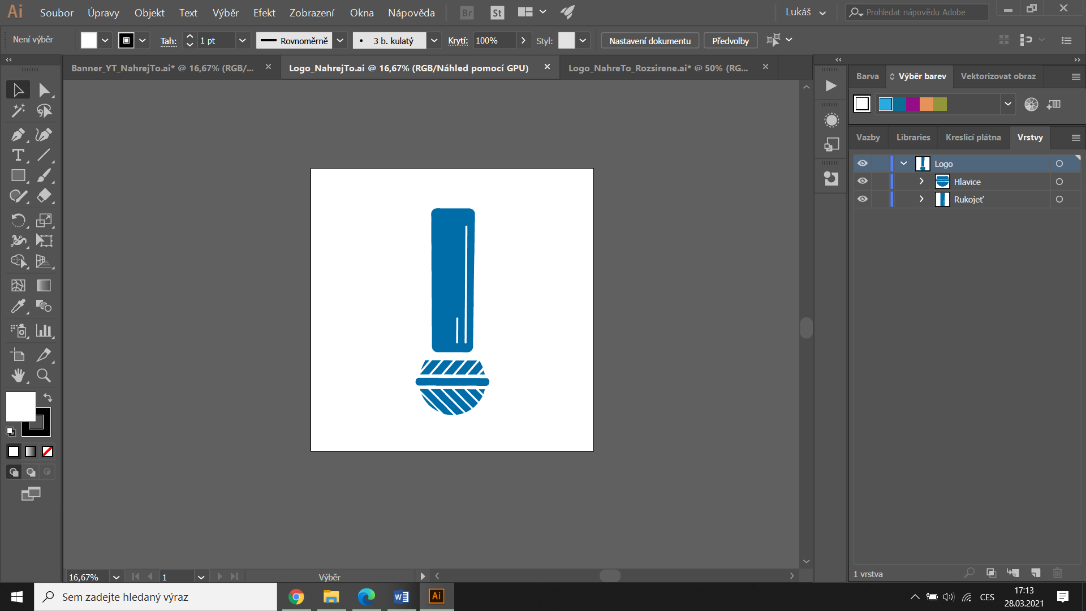 Ai Soubor Úpravy Objekt Text Výběr Efekt Zobrazení Okna Nápověda Br St Lukáš Prohledat nápovědu Adobe
Není výběr Tah: 1 pt Rovnoměrně 3 b. kulatý Krytí: 100% Styl: Nastavení dokumentu Předvolby
Banner_YT_NahrejTo.ai* @ 16,67% (RGB/... Logo_NahrejTo.ai @ 16,67% (RGB/Náhled pomocí GPU) Logo_NahreTo_Rozsirene.ai* @ 50% (RG...
Barva Výběr barev Vektorizovat obraz
Vazby Libraries Kreslicí plátna Vrstvy
Logo
Hlavice
Rukojeť
1 vrstva
16,67% 1 Výběr
Sem zadejte hledaný výraz
CES
17:13
28.03.2021